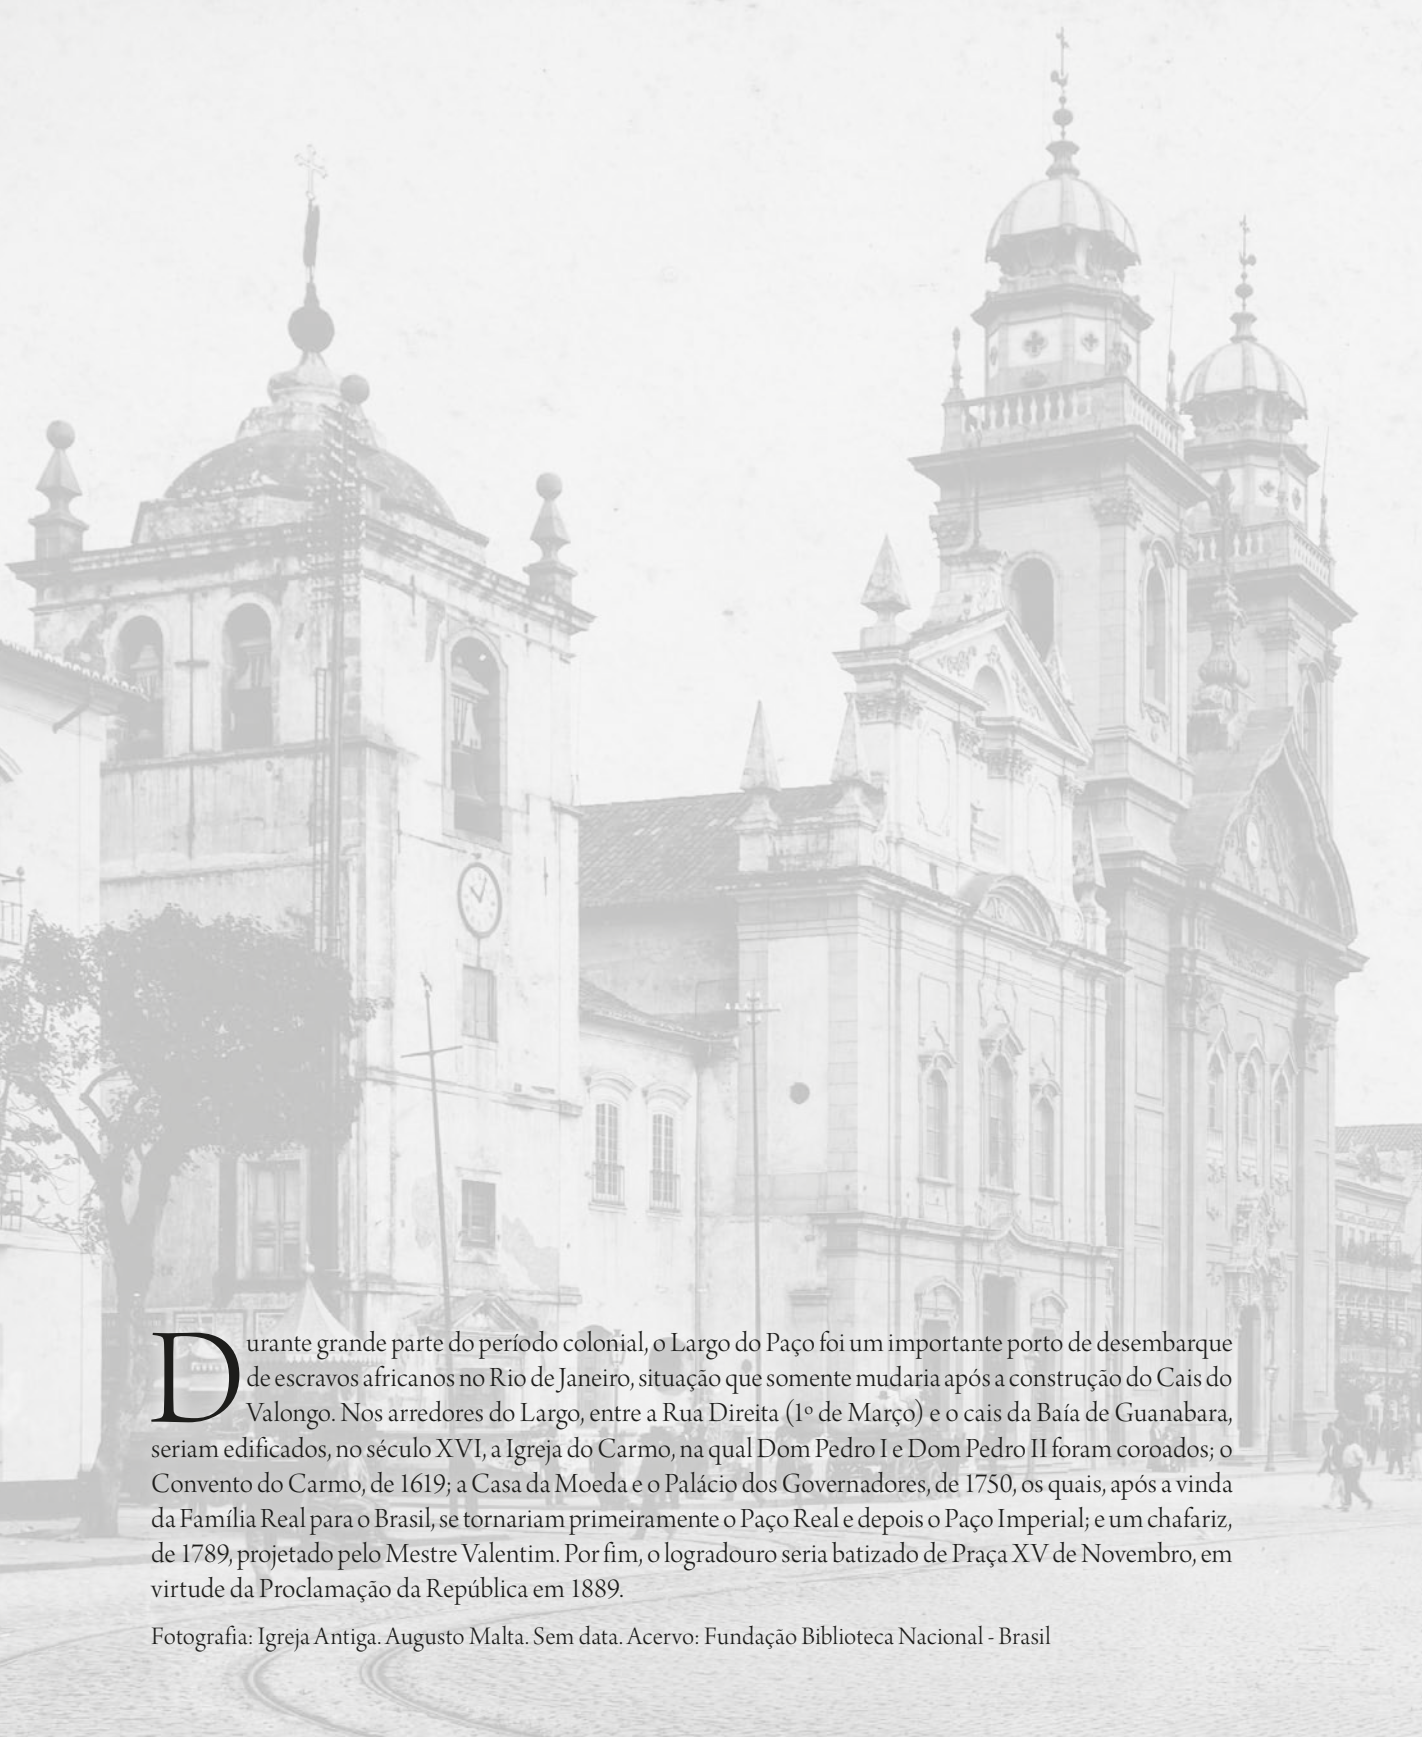 Durante grande parte do período colonial, o Largo do Paço foi um importante porto de desembarque
de escravos africanos no Rio de Janeiro, situação que somente mudaria após a construção do Cais do
Valongo. Nos arredores do Largo, entre a Rua Direita (1º de Março) e o cais da Baía de Guanabara,
seriam edificados, no século XVI, a Igreja do Carmo, na qual Dom Pedro I e Dom Pedro II foram coroados; o
Convento do Carmo, de 1619; a Casa da Moeda e o Palácio dos Governadores, de 1750, os quais, após a vinda
da Família Real para o Brasil, se tornariam primeiramente o Paço Real e depois o Paço Imperial; e um chafariz,
de 1789, projetado pelo Mestre Valentim. Por fim, o logradouro seria batizado de Praça XV de Novembro, em
virtude da Proclamação da República em 1889.
Fotografia: Igreja Antiga. Augusto Malta. Sem data. Acervo: Fundação Biblioteca Nacional - Brasil